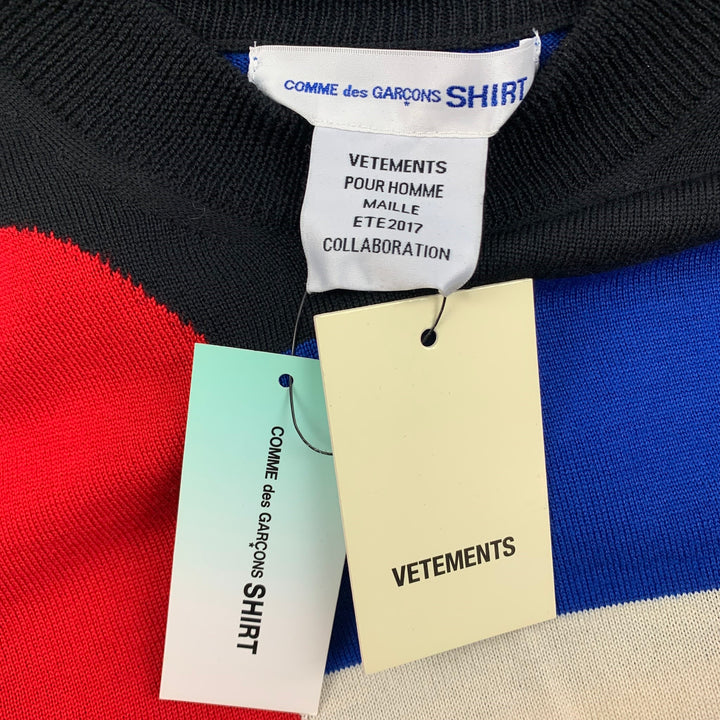 COMME des GARÇONS SHIRT
VETEMENTS
POUR HOMME
MAILLE
ETE 2017
COLLABORATION
COMME des GARÇONS SHIRT
VETEMENTS